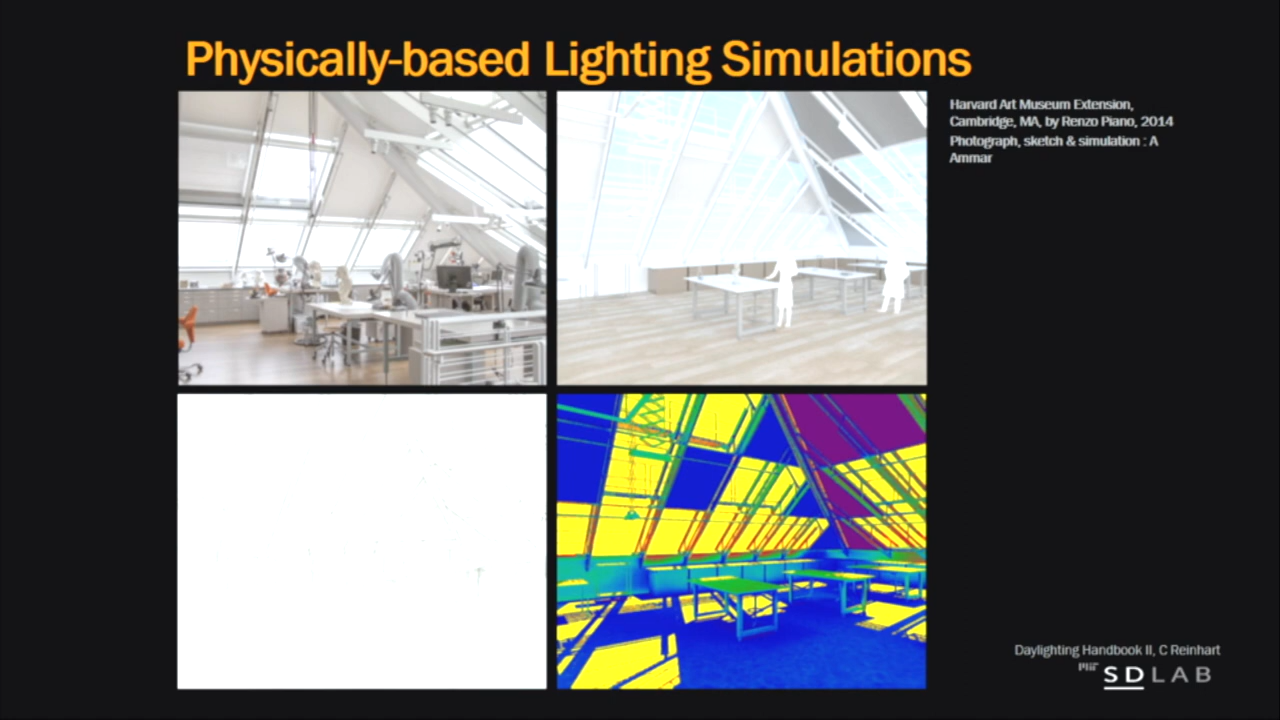 Physically-based Lighting Simulations
Harvard Art Museum Extension,
Cambridge, MA, by Renzo Piano, 2014
Photograph, sketch & simulation : A
Ammar
Daylighting Handbook II, C Reinhart
MIT
SDLAB